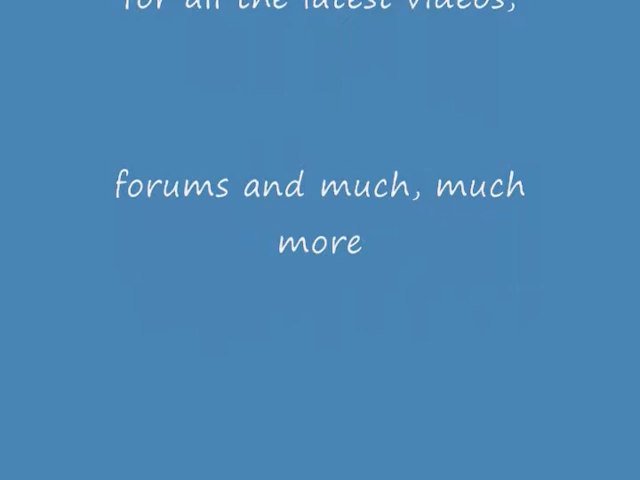 for all the latest videos,
forums and much, much
more